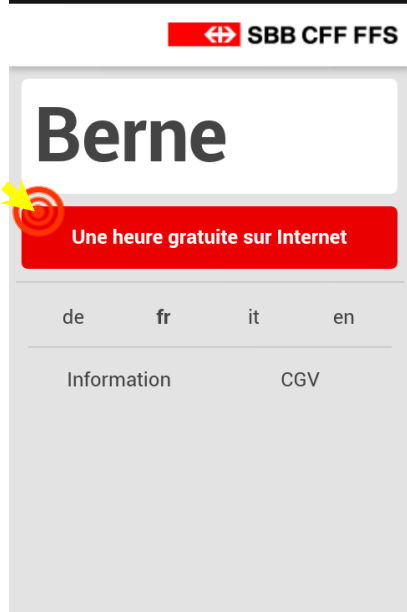 SBB CFF FFS
Berne
Une heure gratuite sur Internet
de fr it en
Information CGV